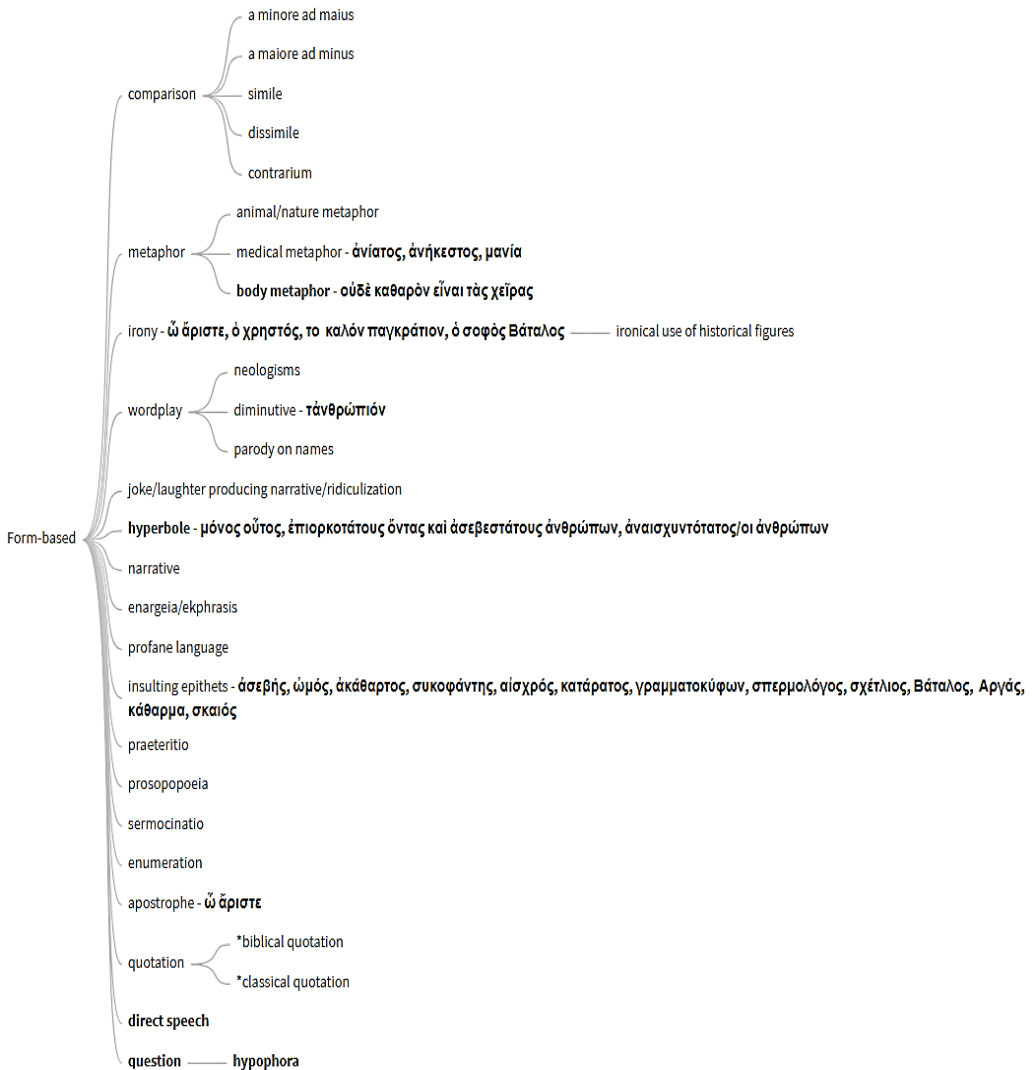 a minore ad maius
a maiore ad minus
comparison
simile
dissimile
contrarium
animal/nature metaphor
metaphor
medical metaphor - ἀνίατος, ἀνήκεστος, μανία
body metaphor - οὐδὲ καθαρὸν εἶναι τὰς χεῖρας
irony - ὦ ἄριστε, ὁ χρηστός, το καλόν παγκράτιον, ὁ σοφὸς Βάταλος
ironical use of historical figures
neologisms
wordplay
diminutive - τἀνθρώπιόν
parody on names
joke/laughter producing narrative/ridiculization
hyperbole - μόνος οὗτος, ἐπιορκοτάτους ὄντας καὶ ἀσεβεστάτους ἀνθρώπων, ἀναισχυντότατος/οι ἀνθρώπων
Form-based
narrative
enargeia/ekphrasis
profane language
insulting epithets - ἀσεβής, ὠμός, ἀκάθαρτος, συκοφάντης, αἰσχρός, κατάρατος, γραμματοκύφων, σπερμολόγος, σχέτλιος, Βάταλος, Αργάς,
κάθαρμα, σκαιός
praeteritio
prosopopoeia
sermocinatio
enumeration
apostrophe - ὦ ἄριστε
*biblical quotation
quotation
*classical quotation
direct speech
question
hypophora